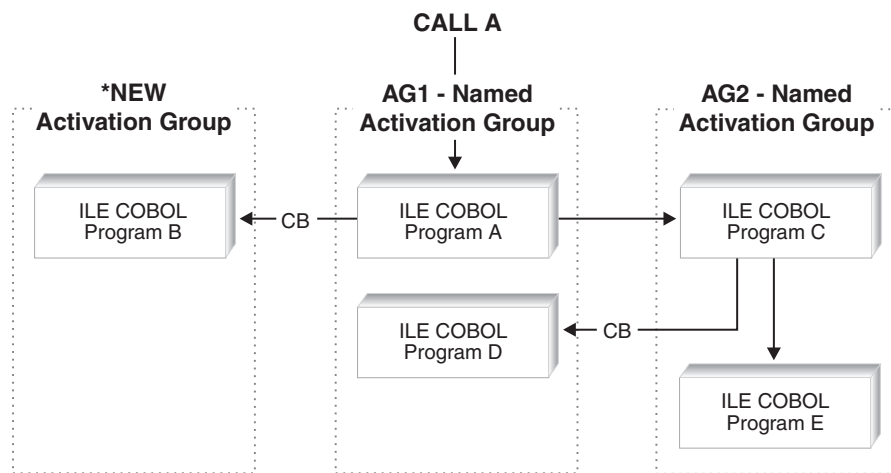 CALL A
*NEW
Activation Group
AG1 - Named
Activation Group
AG2 - Named
Activation Group
ILE COBOL
Program B
CB
ILE COBOL
Program A
ILE COBOL
Program C
ILE COBOL
Program D
CB
ILE COBOL
Program E